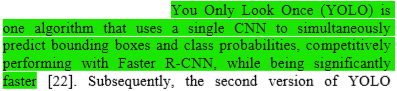 You Only Look Once (YOLO) is
one algorithm that uses a single CNN to simultaneously
predict bounding boxes and class probabilities, competitively
performing with Faster R-CNN, while being significantly
faster [22]. Subsequently, the second version of YOLO